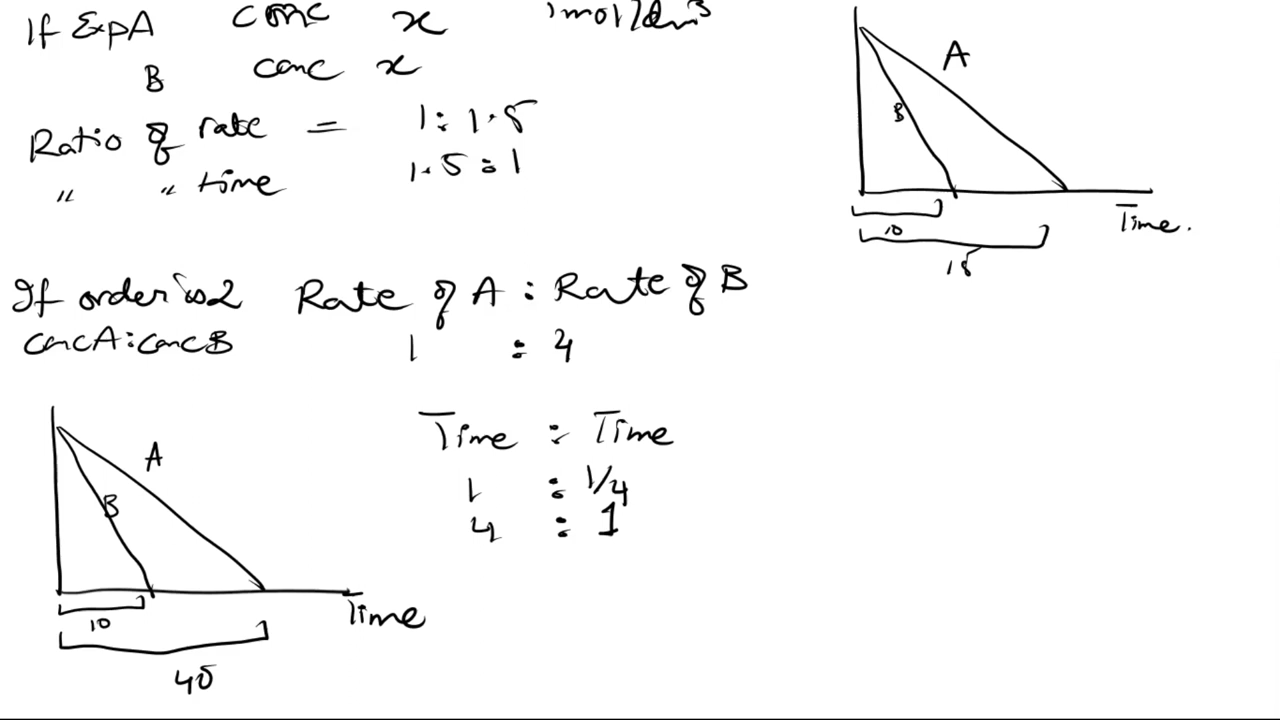 If ExpA conc x 1mol/dm³
B conc x
Ratio of rate = 1:1.5
" " time 1.5:1
A
B
10
15
Time.
If order is 2 Rate of A : Rate of B
concA:concB 1 : 4
A
B
10
40
Time
Time : Time
1 : 1/4
4 : 1